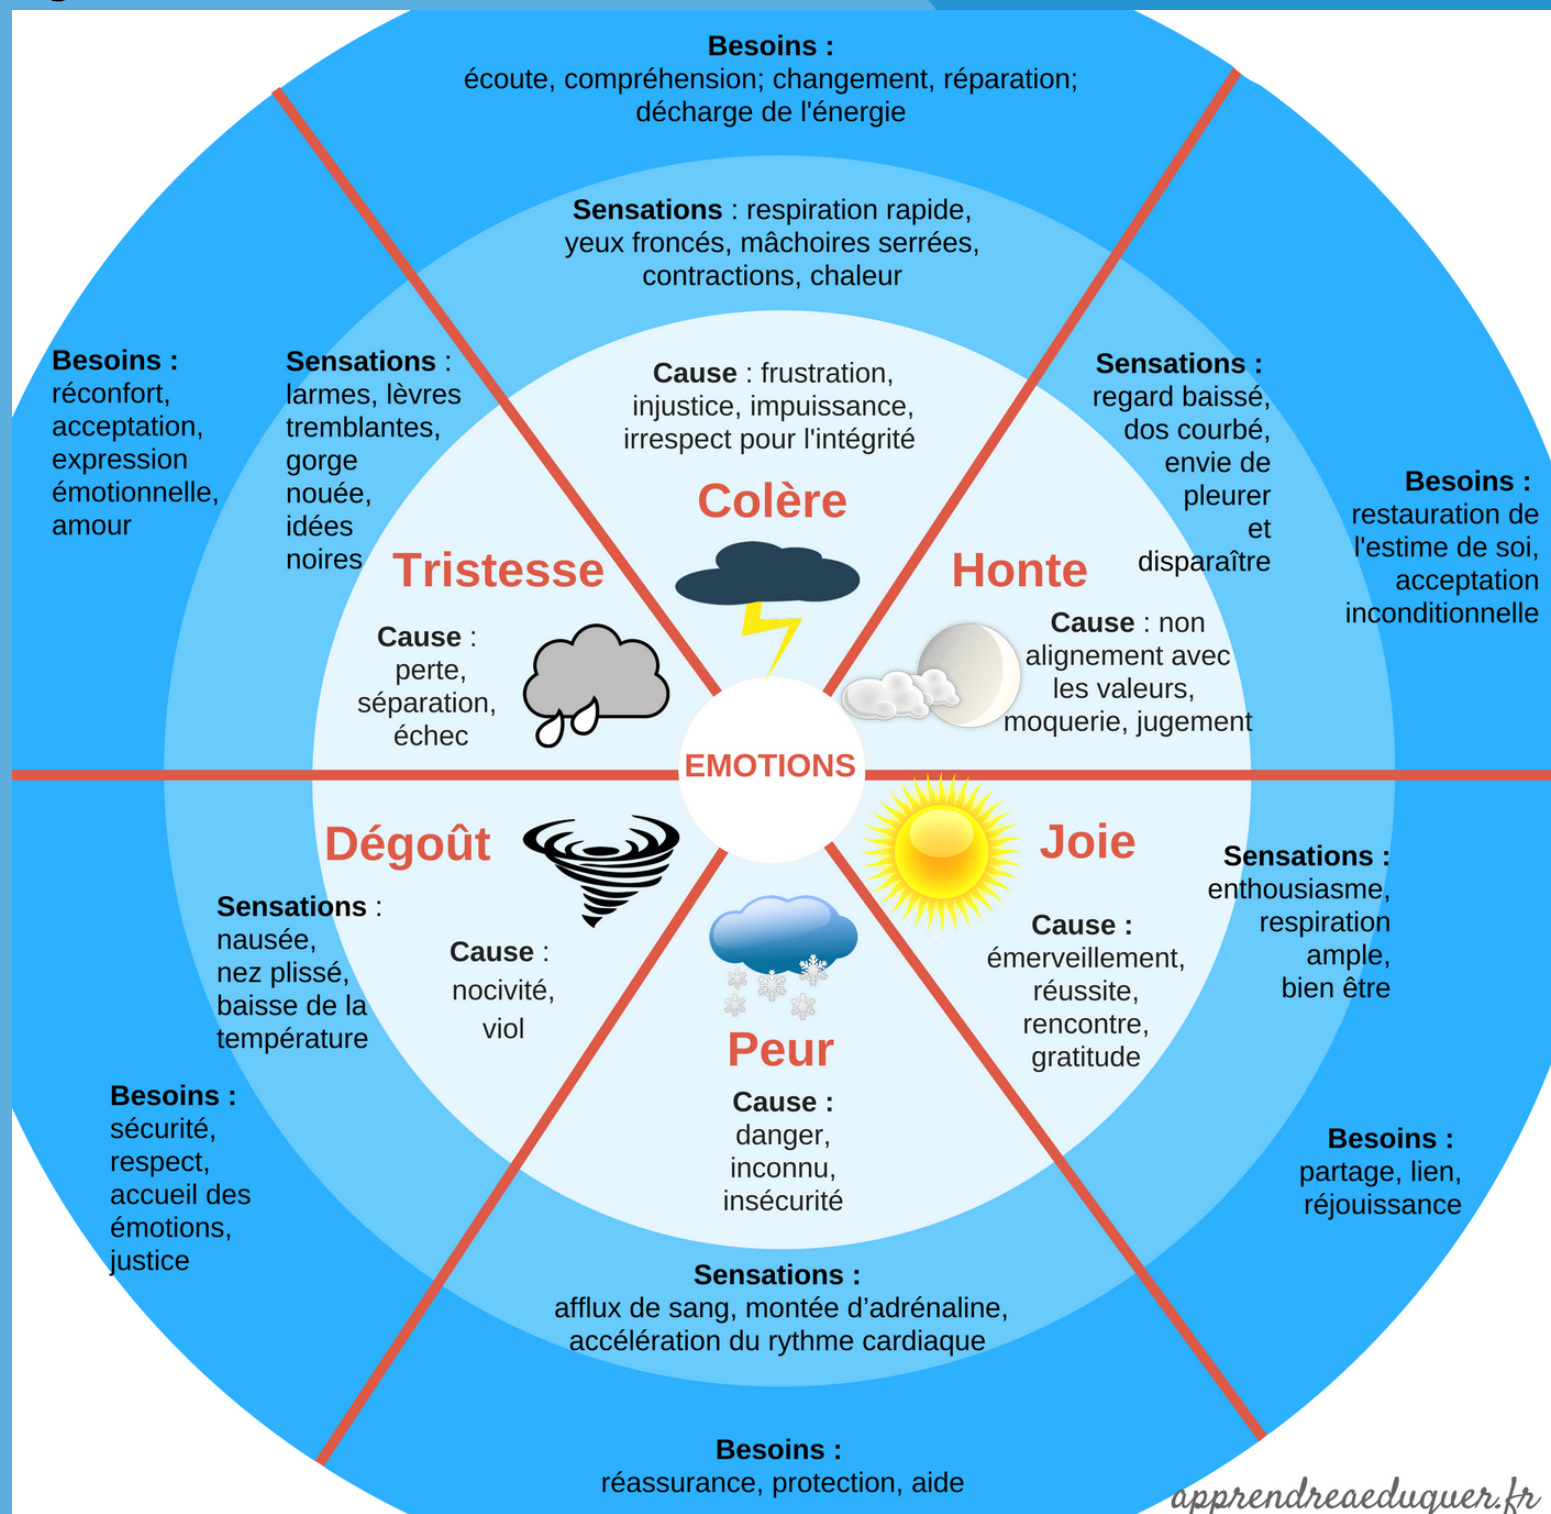 Besoins :
écoute, compréhension; changement, réparation;
décharge de l'énergie
Sensations : respiration rapide,
yeux froncés, mâchoires serrées,
contractions, chaleur
Cause : frustration,
injustice, impuissance,
irrespect pour l'intégrité
Colère
Besoins :
réconfort,
acceptation,
expression
émotionnelle,
amour
Sensations :
larmes, lèvres
tremblantes,
gorge
nouée,
idées
noires
Tristesse
Cause :
perte,
séparation,
échec
Sensations :
regard baissé,
dos courbé,
envie de
pleurer
et
disparaître
Besoins :
restauration de
l'estime de soi,
acceptation
inconditionnelle
Honte
Cause : non
alignement avec
les valeurs,
moquerie, jugement
EMOTIONS
Dégoût
Sensations :
nausée,
nez plissé,
baisse de la
température
Cause :
nocivité,
viol
Besoins :
sécurité,
respect,
accueil des
émotions,
justice
Peur
Cause :
danger,
inconnu,
insécurité
Sensations :
afflux de sang, montée d’adrénaline,
accélération du rythme cardiaque
Besoins :
réassurance, protection, aide
Joie
Cause :
émerveillement,
réussite,
rencontre,
gratitude
Sensations :
enthousiasme,
respiration
ample,
bien être
Besoins :
partage, lien,
réjouissance
apprendreaeduquer.fr